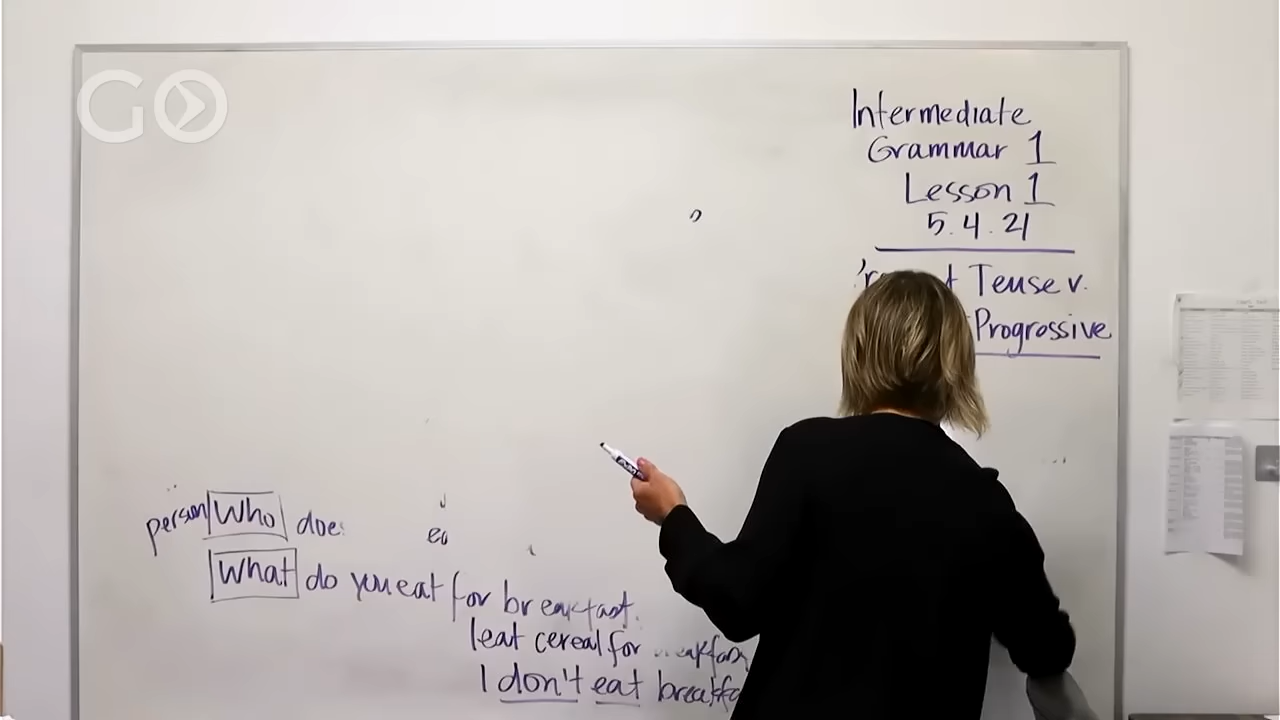 GO
Intermediate
Grammar 1
Lesson 1
5.4.21
Tense v.
Progressive
person Who
What do you eat for breakfast.
I eat cereal for
I don't eat